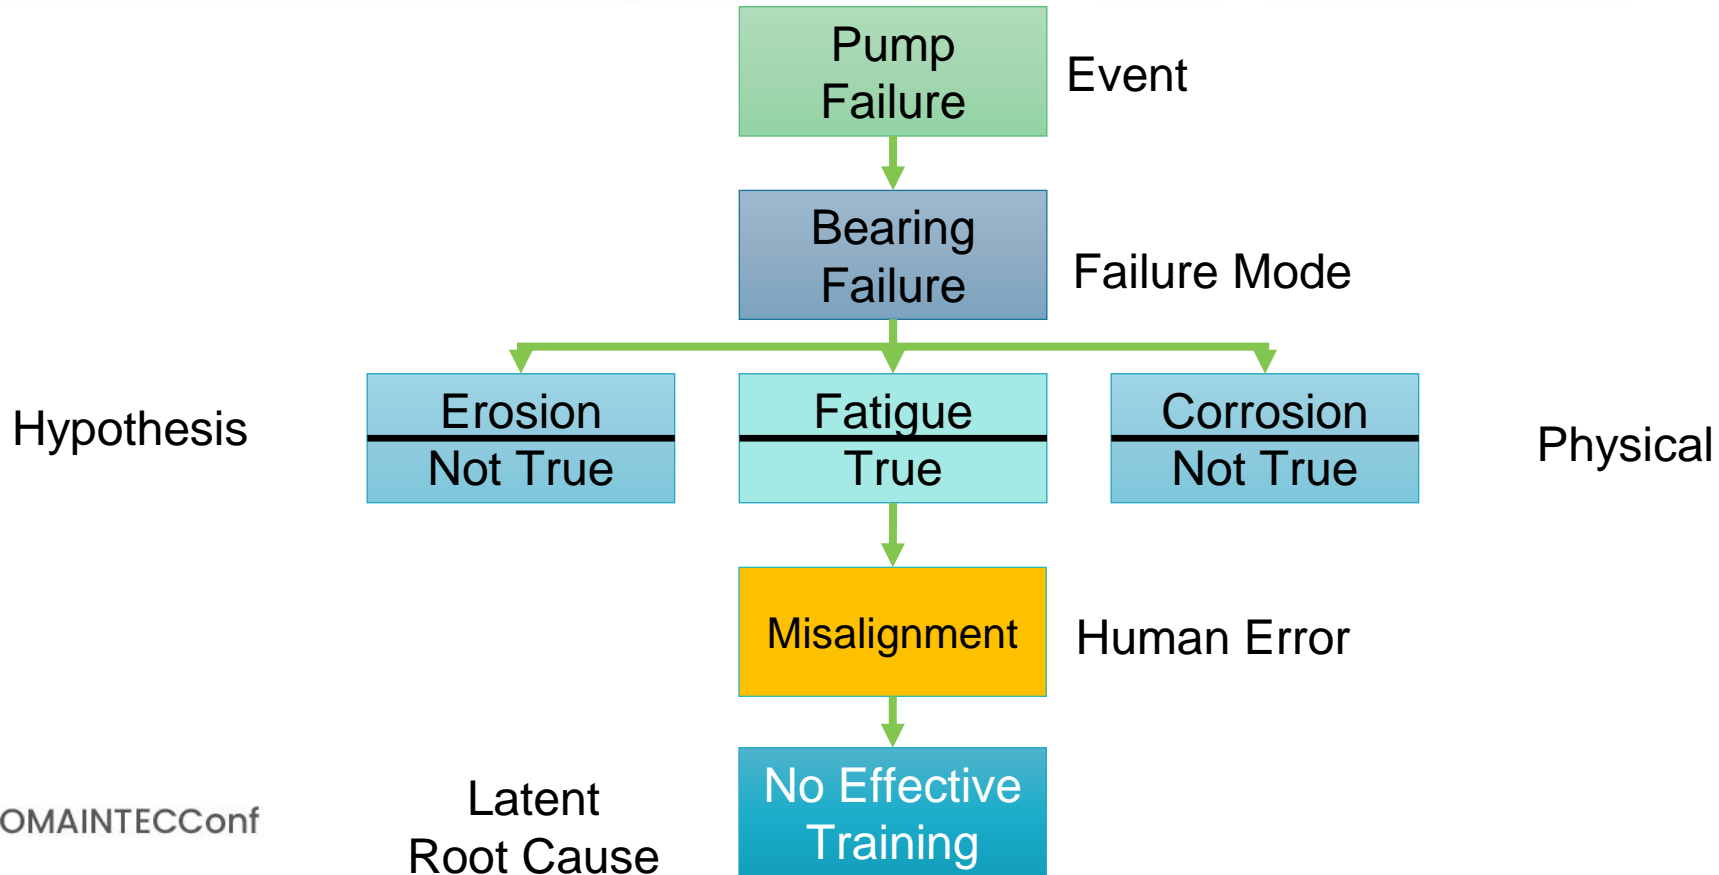 Pump
Failure
Event
Bearing
Failure
Failure Mode
Hypothesis
Erosion
Not True
Fatigue
True
Corrosion
Not True
Physical
Misalignment
Human Error
Latent
Root Cause
No Effective
Training
OMAINTECConf